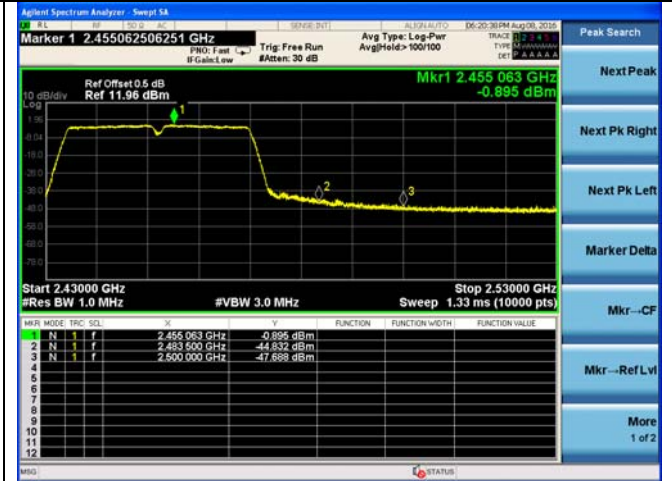 Agilent Spectrum Analyzer - Swept SA
RL RF 50 Ω AC SENSE:INT ALIGN AUTO 06:20:38 PM Aug 08, 2016
Marker 1 2.455062506251 GHz
PNO: Fast
IFGain:Low
Trig: Free Run
#Atten: 30 dB
Avg Type: Log-Pwr
Avg|Hold:> 100/100
TRACE 1 2 3 4 5 6
TYPE
DET P A A A A A
Peak Search
Next Peak
Next Pk Right
Next Pk Left
Marker Delta
Mkr→CF
Mkr→Ref Lvl
More
1 of 2
Ref Offset 0.5 dB
10 dB/div Ref 11.96 dBm
Log
Mkr1 2.455 063 GHz
-0.895 dBm
1
1.96
-8.04
-18.0
-28.0
2
3
-38.0
-48.0
-58.0
-68.0
-78.0
Start 2.43000 GHz
Stop 2.53000 GHz
#Res BW 1.0 MHz
#VBW 3.0 MHz
Sweep 1.33 ms (10000 pts)
MKR MODE TRC SCL X Y FUNCTION FUNCTION WIDTH FUNCTION VALUE
1 N 1 f 2.455 063 GHz -0.895 dBm
2 N 1 f 2.483 500 GHz -44.832 dBm
3 N 1 f 2.500 000 GHz -47.688 dBm
4
5
6
7
8
9
10
11
12
MSG
STATUS